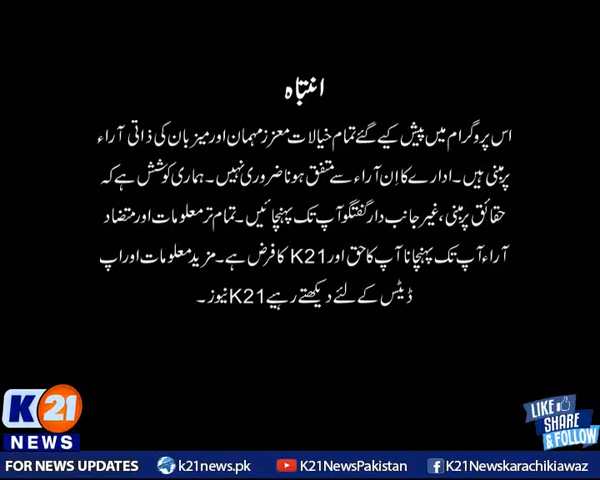 انتباہ
اس پروگرام میں پیش کیے گئے تمام خیالات معزز مہمان اور میزبان کی ذاتی آراء
پر مبنی ہیں۔ ادارے کا اِن آراء سے متفق ہونا ضروری نہیں۔ ہماری کوشش ہے کہ
حقائق پر مبنی، غیر جانب دار گفتگو آپ تک پہنچائیں۔ تمام تر معلومات اور متضاد
آراء آپ تک پہنچانا آپ کا حق اور K21 کا فرض ہے۔ مزید معلومات اور اپ
ڈیٹس کے لئے دیکھتے رہیے K21 نیوز۔
K21
NEWS
LIKE
SHARE
& FOLLOW
FOR NEWS UPDATES k21news.pk K21NewsPakistan K21Newskarachikiawaz